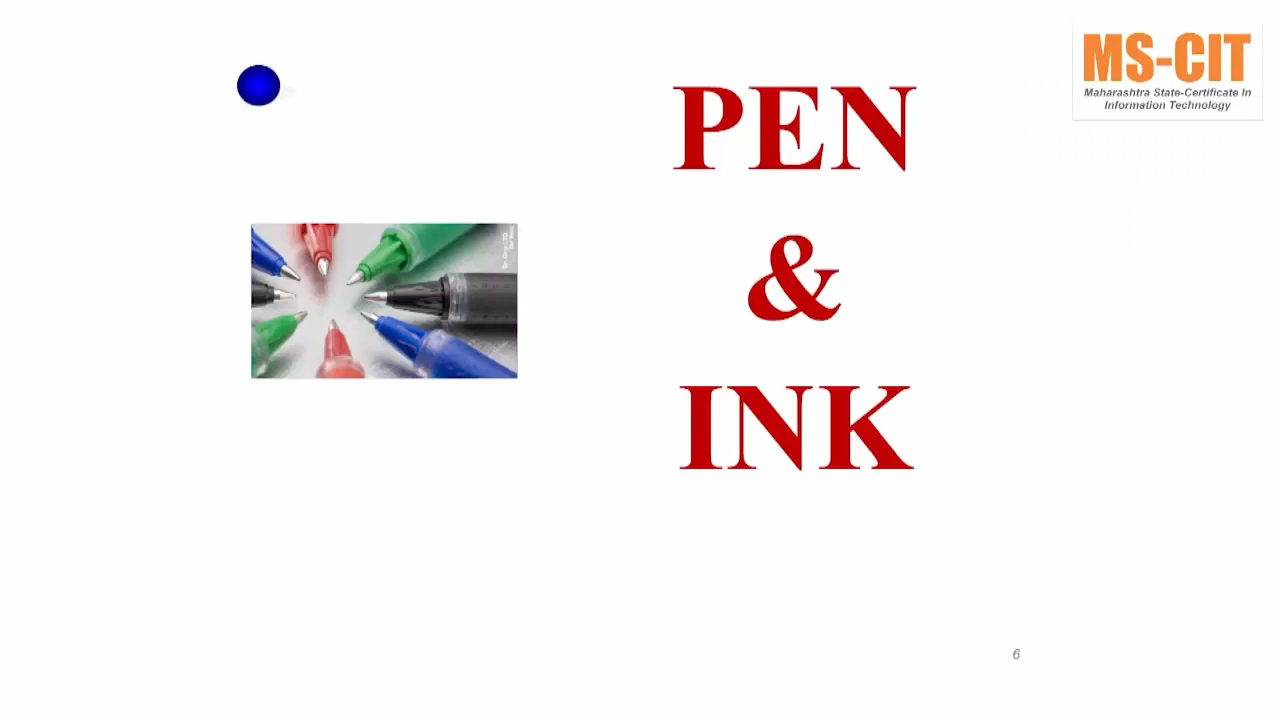 MS-CIT
Maharashtra State-Certificate In
Information Technology
PEN
&
INK
6